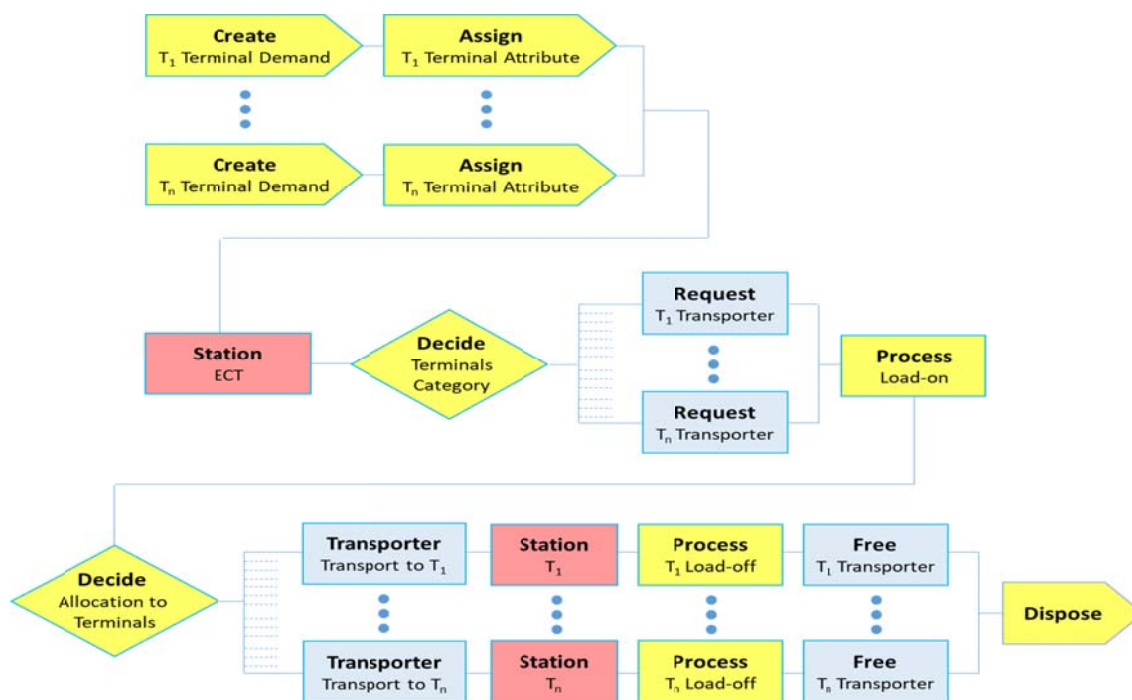 Create
T₁ Terminal Demand
Assign
T₁ Terminal Attribute
Create
Tₙ Terminal Demand
Assign
Tₙ Terminal Attribute
Station
ECT
Decide
Terminals
Category
Request
T₁ Transporter
Request
Tₙ Transporter
Process
Load-on
Decide
Allocation to
Terminals
Transporter
Transport to T₁
Station
T₁
Process
T₁ Load-off
Free
T₁ Transporter
Transporter
Transport to Tₙ
Station
Tₙ
Process
Tₙ Load-off
Free
Tₙ Transporter
Dispose